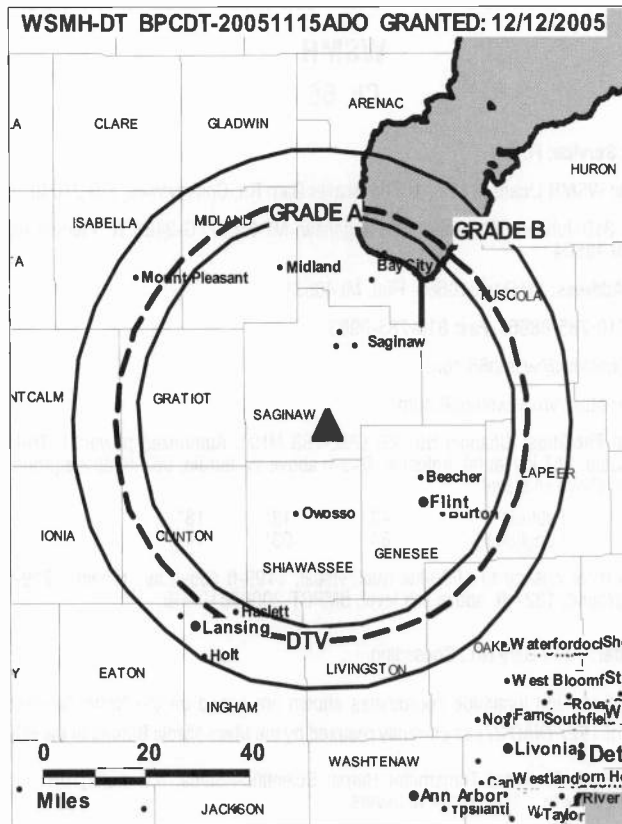 WSMH-DT BPCDT-20051115ADO GRANTED: 12/12/2005
ARENAC
CLARE
GLADWIN
HURON
ISABELLA
MIDLAND
GRADE A
GRADE B
Mount Pleasant
Midland
Bay City
TUSCOLA
Saginaw
NTCALM
GRATIOT
SAGINAW
LAPEER
Beecher
Flint
Burton
Owosso
IONIA
CLINTON
GENESEE
SHIAWASSEE
Haslett
Lansing
DTV
Holt
OAKL
Waterford
EATON
LIVINGSTON
West Bloomf
INGHAM
Farm
Southfiel
Livonia
Det
0 20 40
WASHTENAW
Miles
Westland
River
Ann Arbor
Ypsilanti
Taylor
JACKSON